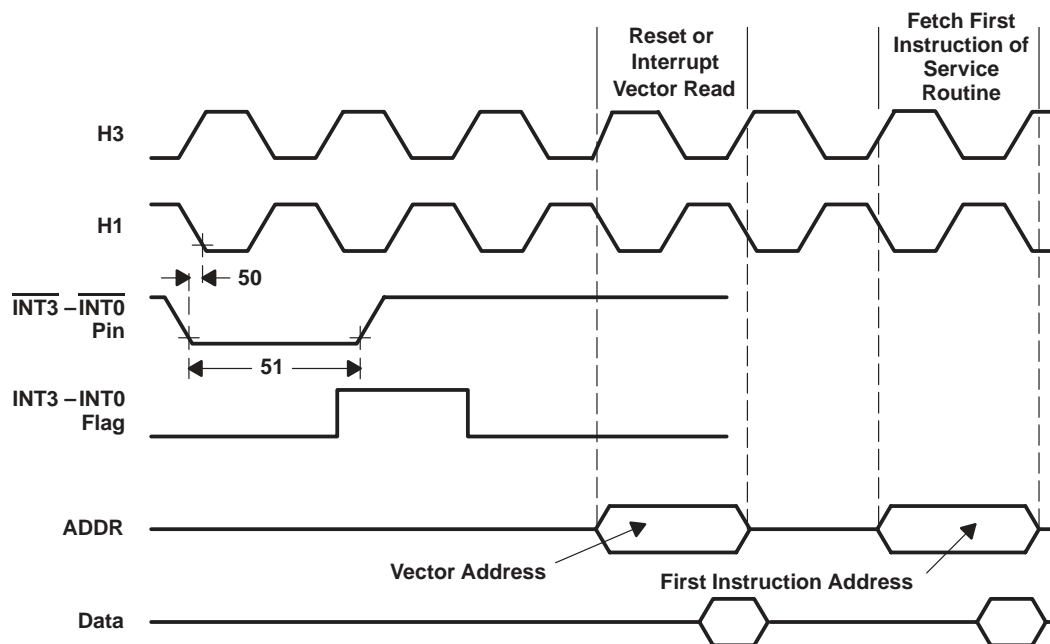 Reset or
Interrupt
Vector Read
Fetch First
Instruction of
Service
Routine
H3
H1
50
INT3 – INT0
Pin
51
INT3 – INT0
Flag
ADDR
Vector Address
First Instruction Address
Data